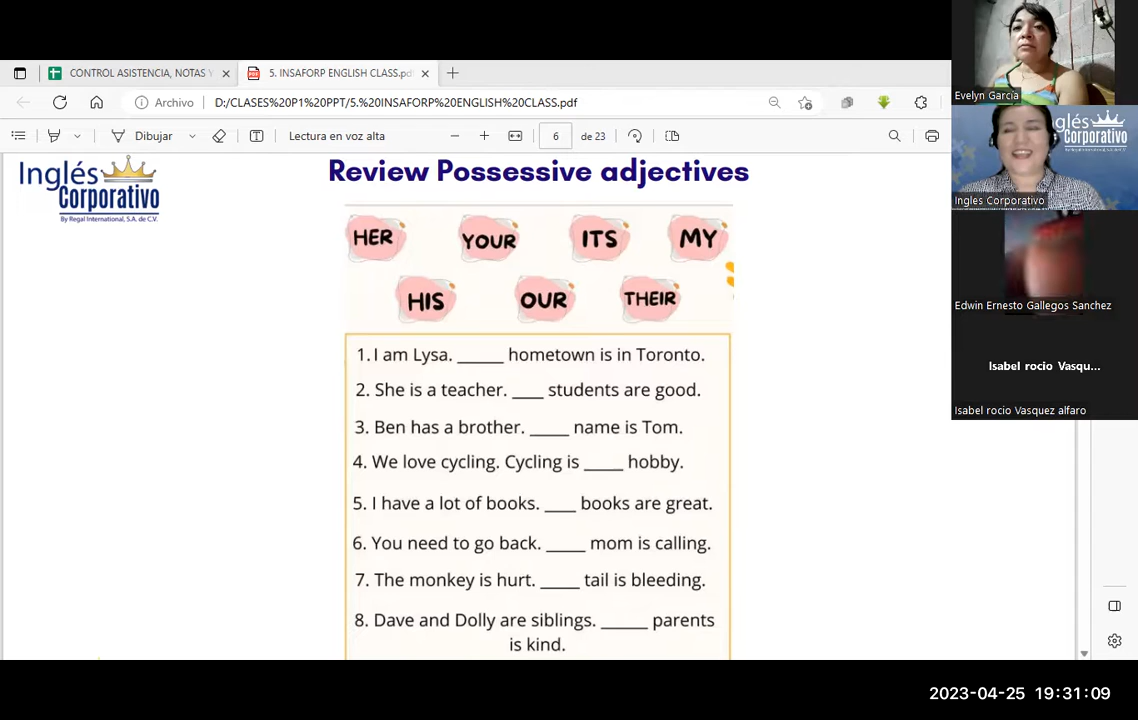 CONTROL ASISTENCIA, NOTAS Y
5. INSAFORP ENGLISH CLASS.pdf
Archivo D:/CLASES%20P1%20PPT/5.%20INSAFORP%20ENGLISH%20CLASS.pdf
Dibujar Lectura en voz alta 6 de 23
Inglés
Corporativo
By Regal International, S.A. de C.V.
Review Possessive adjectives
HER YOUR ITS MY
HIS OUR THEIR
1. I am Lysa. ______ hometown is in Toronto.
2. She is a teacher. ____ students are good.
3. Ben has a brother. _____ name is Tom.
4. We love cycling. Cycling is _____ hobby.
5. I have a lot of books. ____ books are great.
6. You need to go back. _____ mom is calling.
7. The monkey is hurt. _____ tail is bleeding.
8. Dave and Dolly are siblings. ______ parents
is kind.
Evelyn García
glés
Corporativo
Ingles Corporativo
Edwin Ernesto Gallegos Sanchez
Isabel rocio Vasqu...
Isabel rocio Vasquez alfaro
2023-04-25 19:31:09